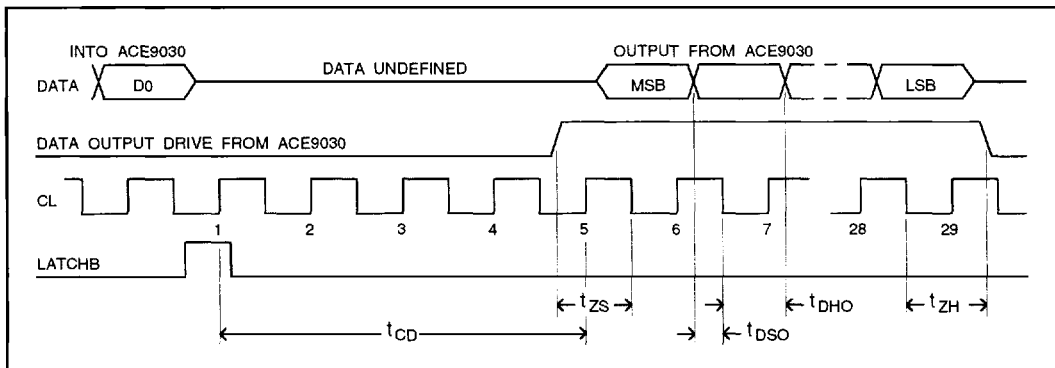 INTO ACE9030
OUTPUT FROM ACE9030
DATA
D0
DATA UNDEFINED
MSB
LSB
DATA OUTPUT DRIVE FROM ACE9030
CL
1 2 3 4 5 6 7 28 29
LATCHB
tZS
tDHO
tZH
tCD
tDSO